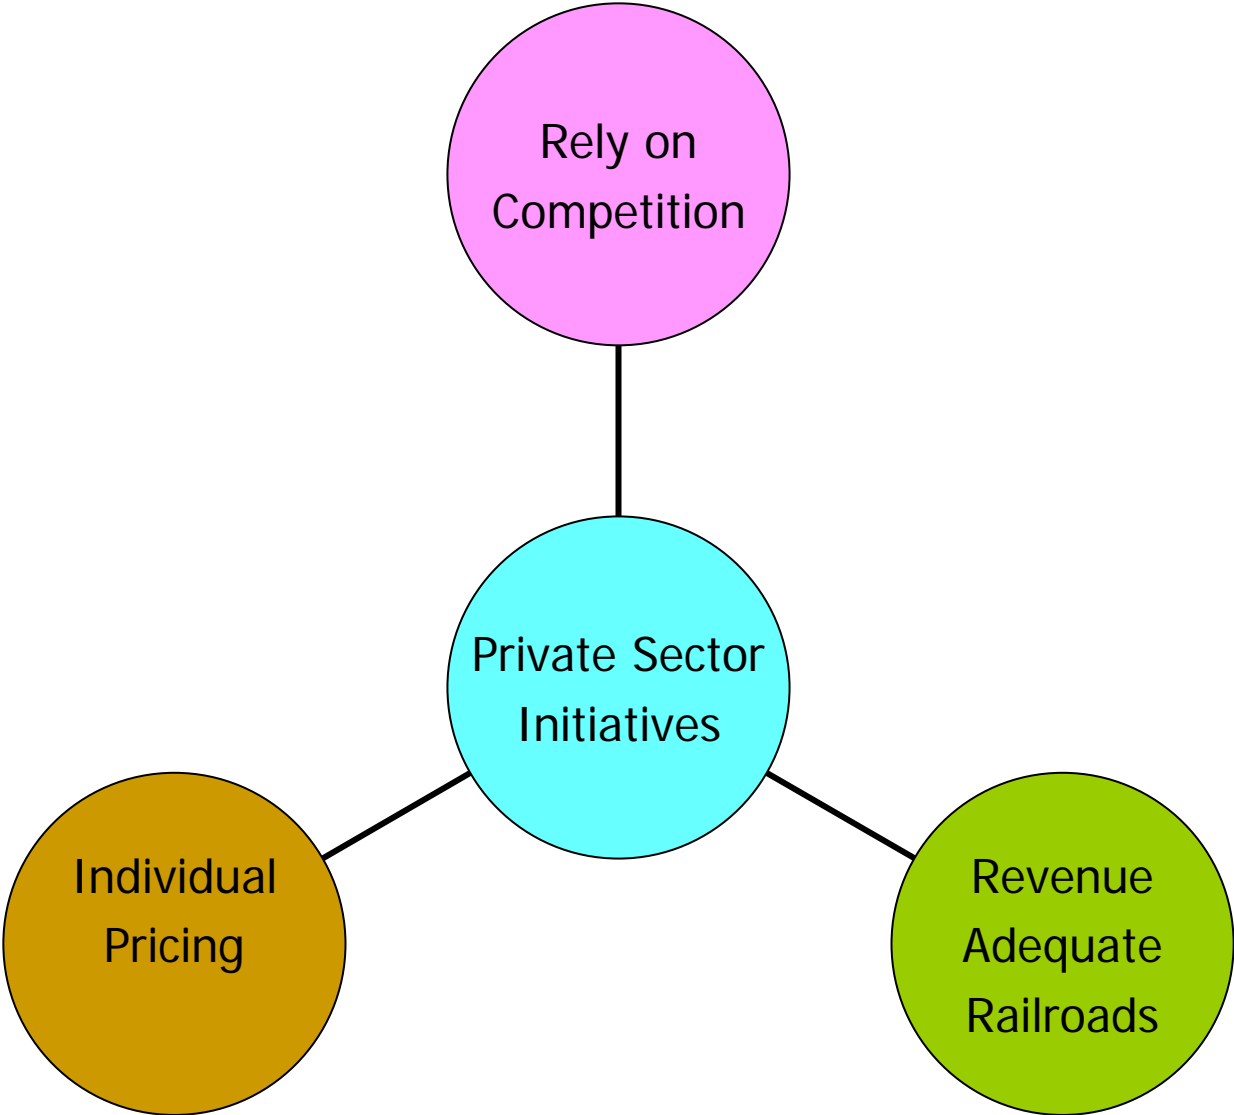 Rely on
Competition
Private Sector
Initiatives
Individual
Pricing
Revenue
Adequate
Railroads